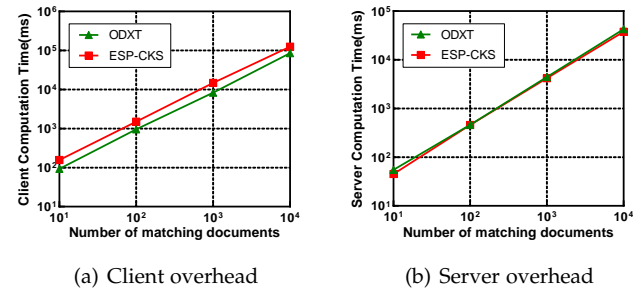 Client Computation Time(ms)
10^6
10^5
10^4
10^3
10^2
10^1
ODXT
ESP-CKS
10^1 10^2 10^3 10^4
Number of matching documents
(a) Client overhead
Server Computation Time(ms)
10^5
10^4
10^3
10^2
10^1
ODXT
ESP-CKS
10^1 10^2 10^3 10^4
Number of matching documents
(b) Server overhead